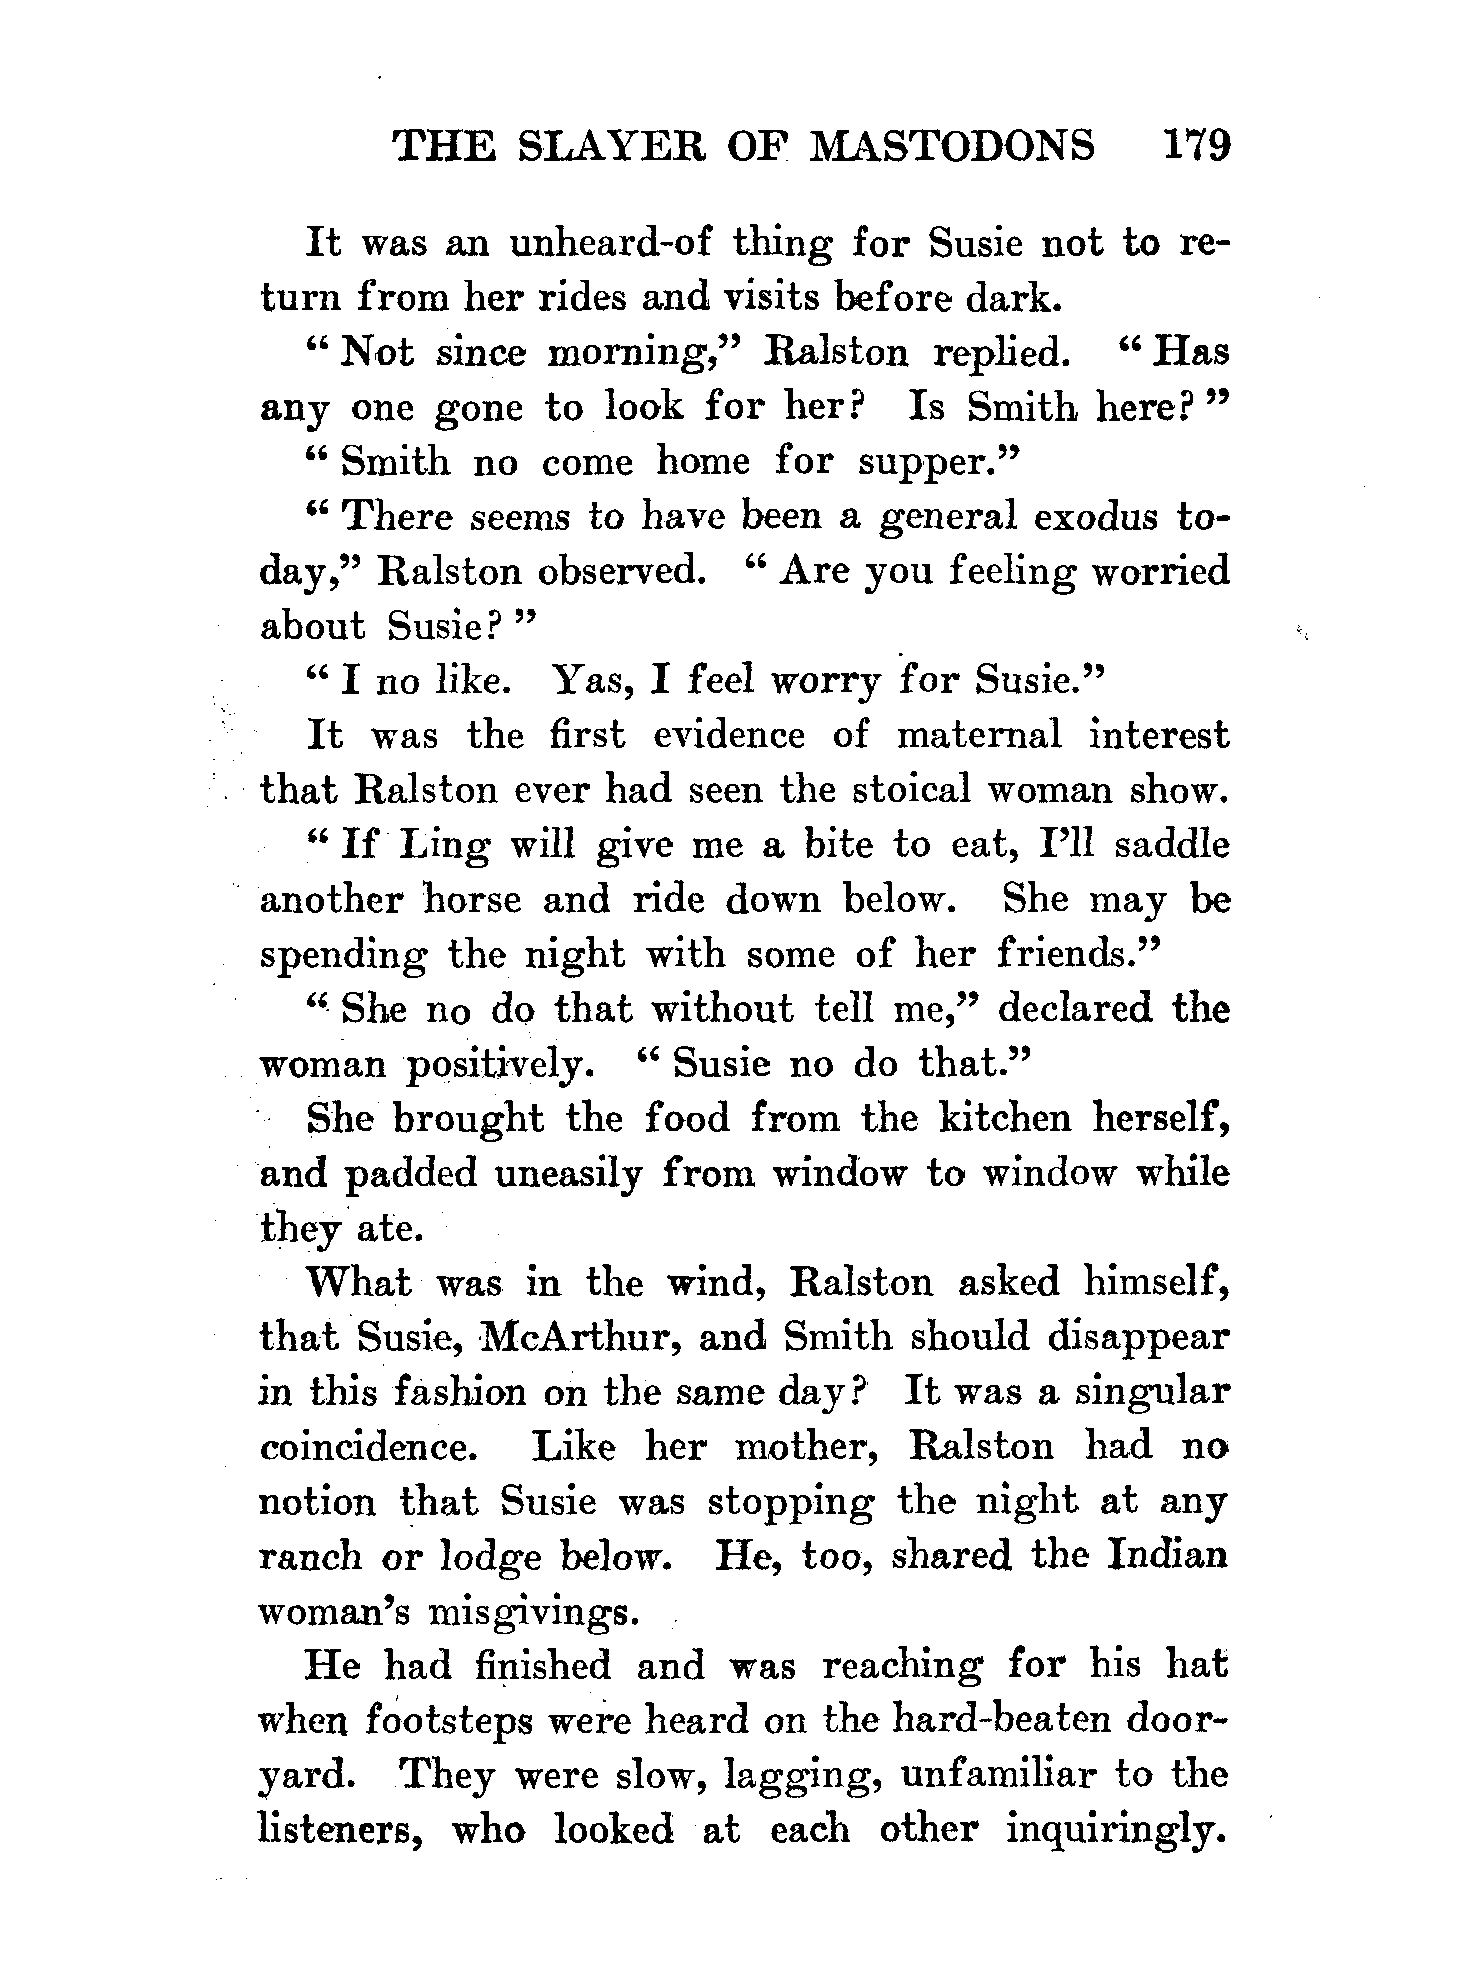 THE SLAYER OF MASTODONS 179
It was an unheard-of thing for Susie not to re-
turn from her rides and visits before dark.
“ Not since morning,” Ralston replied. “ Has
any one gone to look for her? Is Smith here? ”
“ Smith no come home for supper.”
“ There seems to have been a general exodus to-
day,” Ralston observed. “ Are you feeling worried
about Susie? ”
“ I no like. Yas, I feel worry for Susie.”
It was the first evidence of maternal interest
that Ralston ever had seen the stoical woman show.
“ If Ling will give me a bite to eat, I’ll saddle
another horse and ride down below. She may be
spending the night with some of her friends.”
“ She no do that without tell me,” declared the
woman positively. “ Susie no do that.”
She brought the food from the kitchen herself,
and padded uneasily from window to window while
they ate.
What was in the wind, Ralston asked himself,
that Susie, McArthur, and Smith should disappear
in this fashion on the same day? It was a singular
coincidence. Like her mother, Ralston had no
notion that Susie was stopping the night at any
ranch or lodge below. He, too, shared the Indian
woman’s misgivings.
He had finished and was reaching for his hat
when footsteps were heard on the hard-beaten door-
yard. They were slow, lagging, unfamiliar to the
listeners, who looked at each other inquiringly.